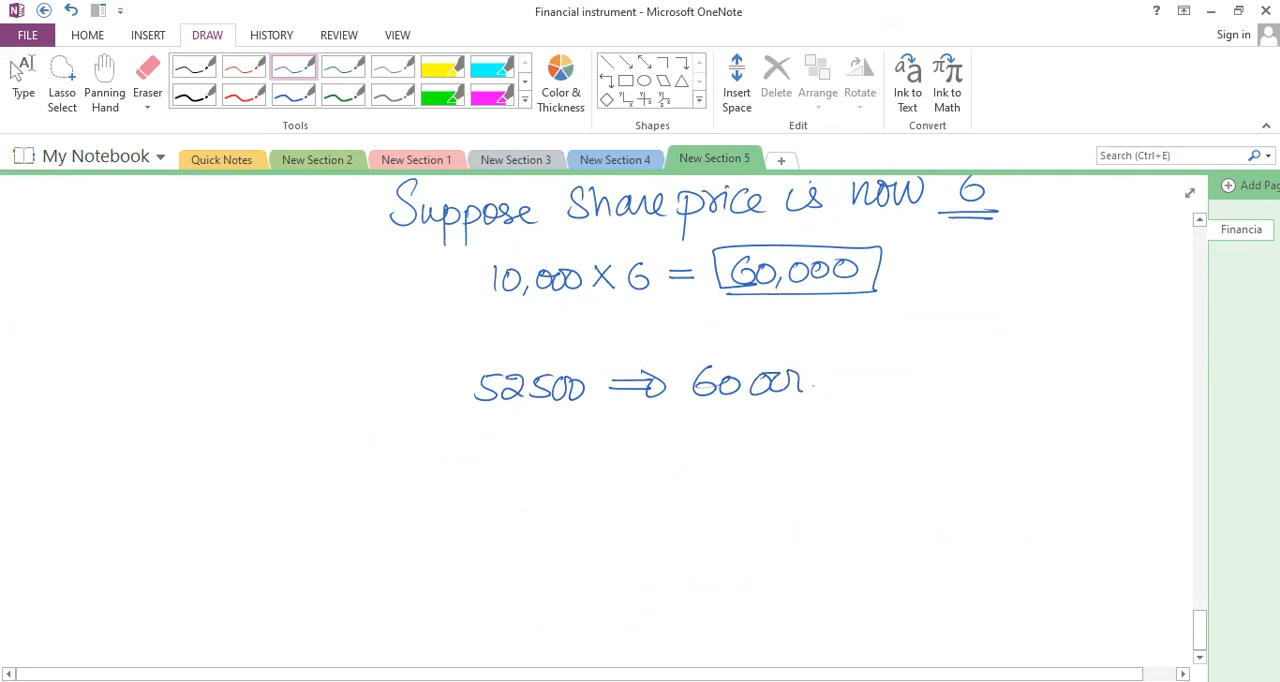 Financial instrument - Microsoft OneNote
?
FILE HOME INSERT DRAW HISTORY REVIEW VIEW
Sign in
Type
Lasso Select
Panning Hand
Eraser
Color & Thickness
Insert Space
Delete
Arrange
Rotate
Ink to Text
Ink to Math
Tools
Shapes
Edit
Convert
My Notebook
Quick Notes
New Section 2
New Section 1
New Section 3
New Section 4
New Section 5
Search (Ctrl+E)
Add Pag
Financia
Suppose share price is now 6
10,000 × 6 = 60,000
52500 ⇒